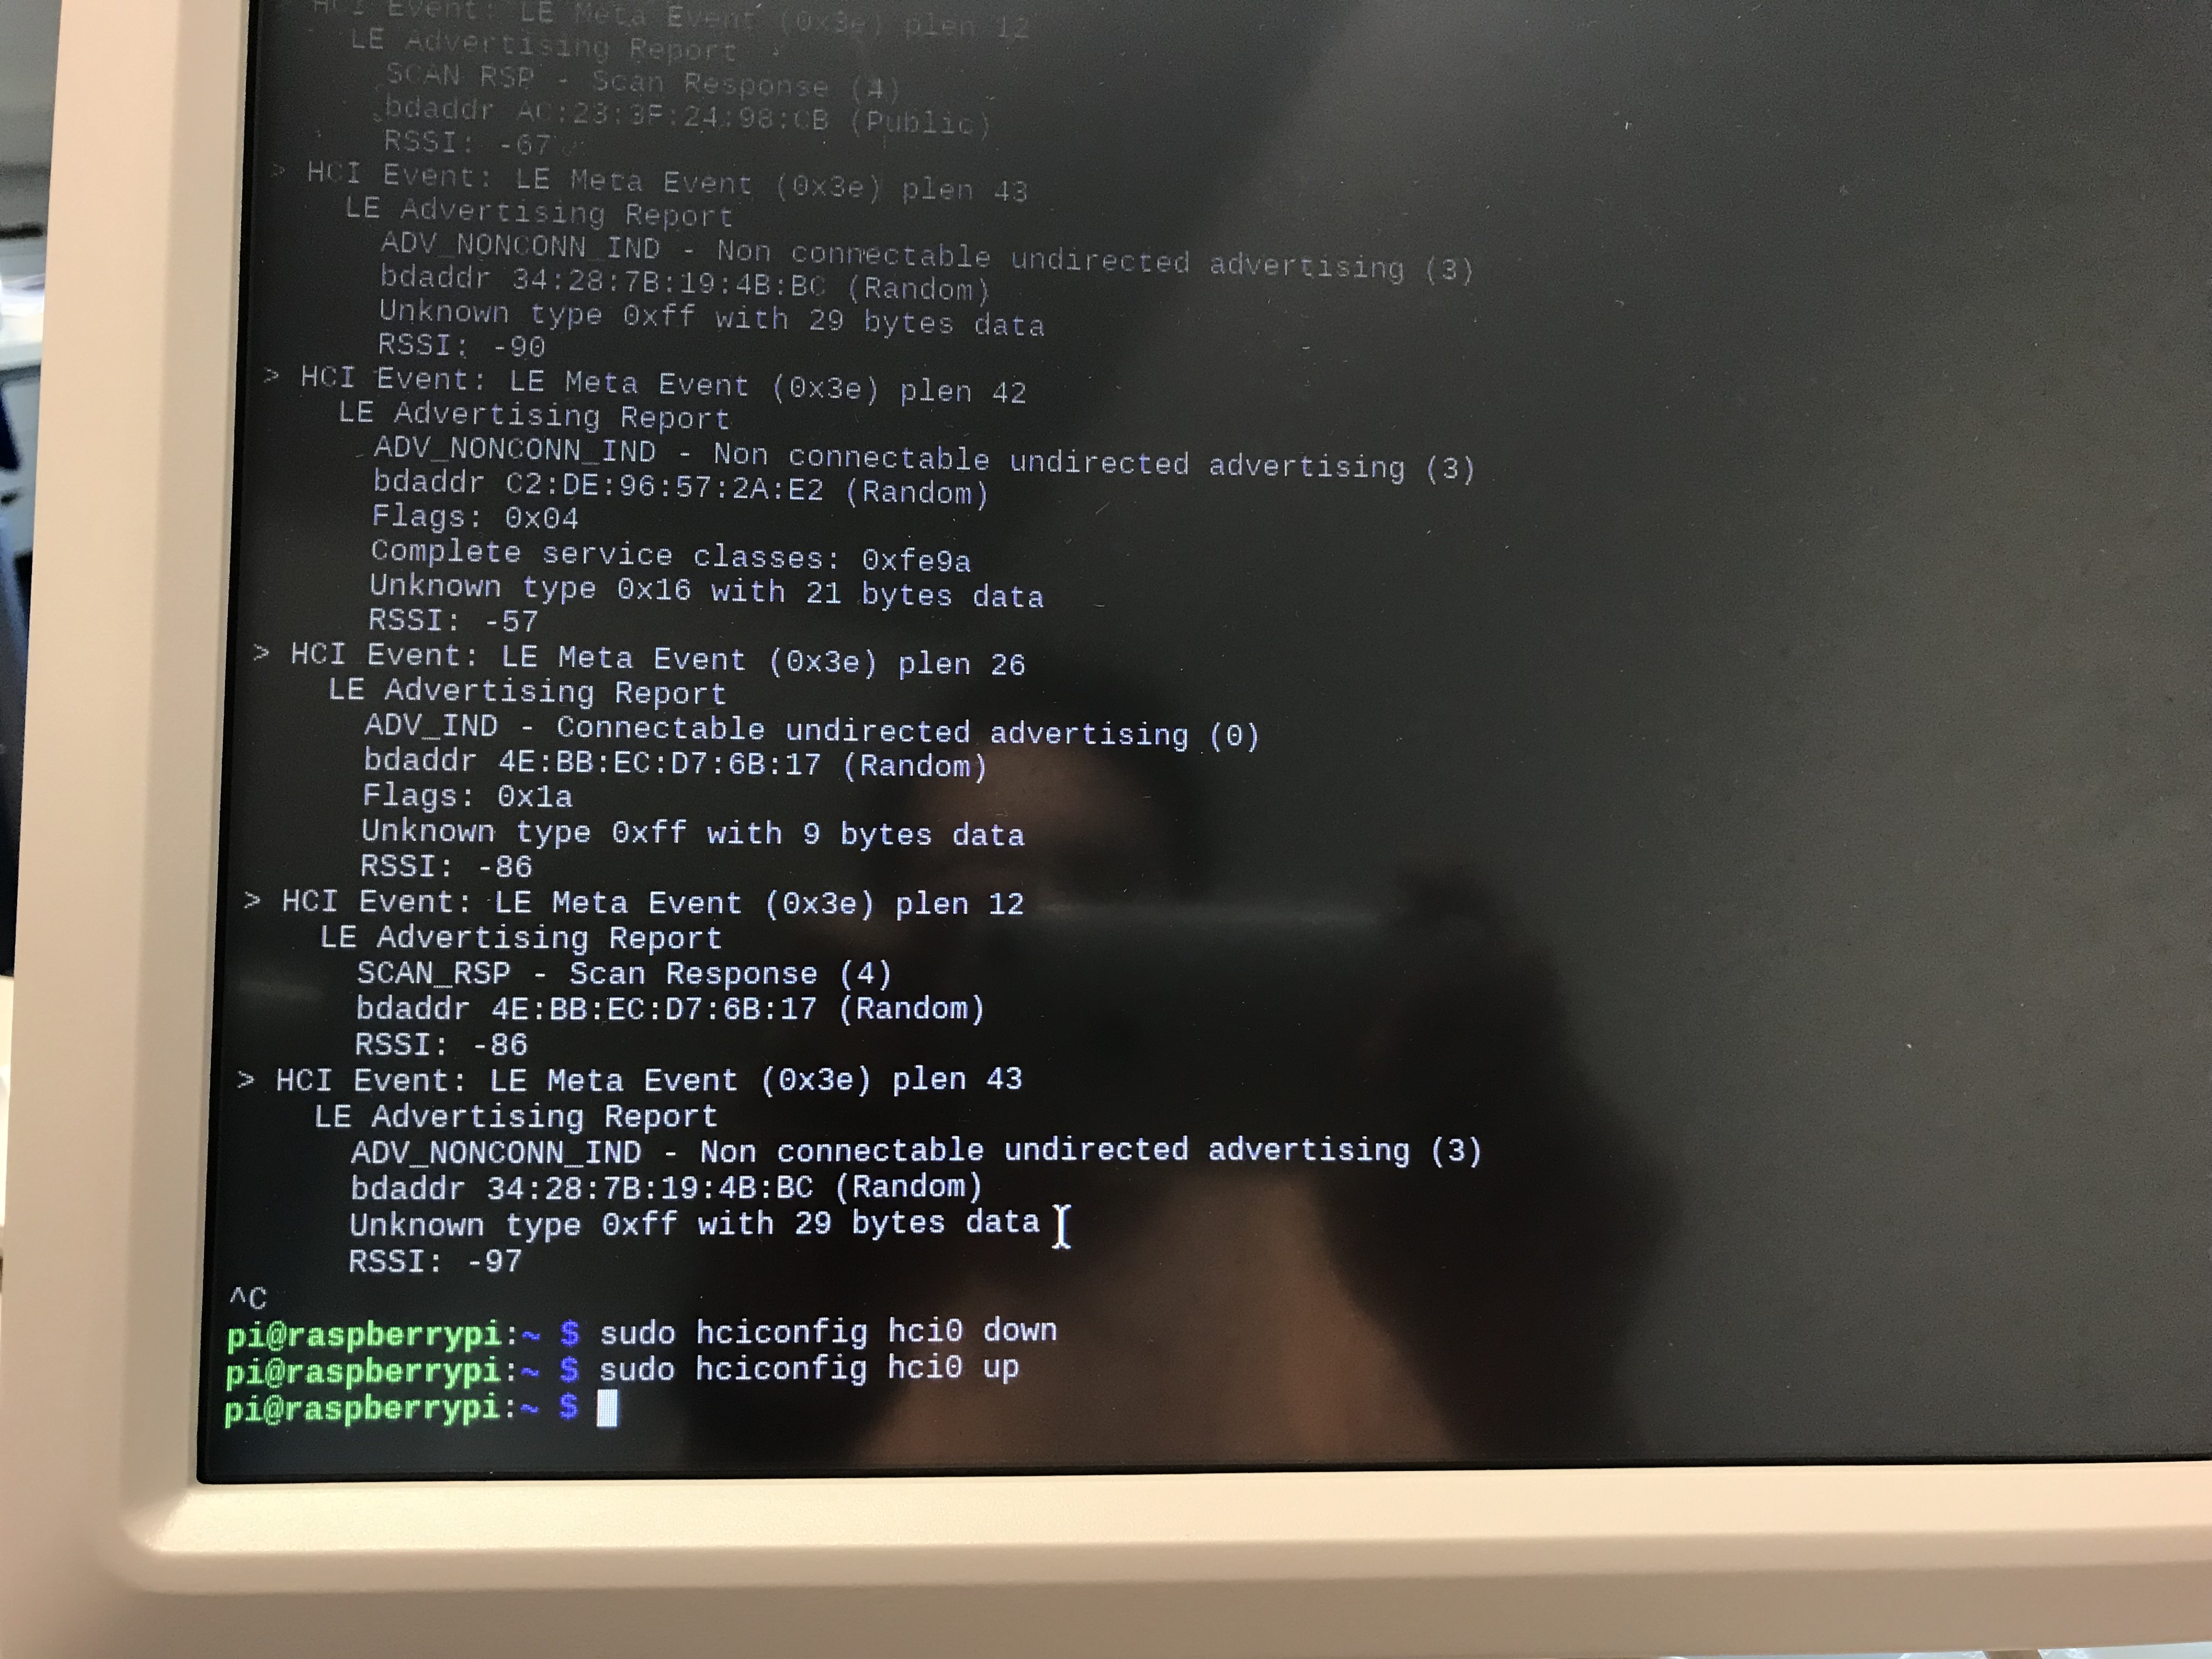 HCI Event: LE Meta Event (0x3e) plen 12
LE Advertising Report
SCAN_RSP - Scan Response (4)
bdaddr AC:23:3F:24:98:CB (Public)
RSSI: -67
> HCI Event: LE Meta Event (0x3e) plen 43
LE Advertising Report
ADV_NONCONN_IND - Non connectable undirected advertising (3)
bdaddr 34:28:7B:19:4B:BC (Random)
Unknown type 0xff with 29 bytes data
RSSI: -90
> HCI Event: LE Meta Event (0x3e) plen 42
LE Advertising Report
ADV_NONCONN_IND - Non connectable undirected advertising (3)
bdaddr C2:DE:96:57:2A:E2 (Random)
Flags: 0x04
Complete service classes: 0xfe9a
Unknown type 0x16 with 21 bytes data
RSSI: -57
> HCI Event: LE Meta Event (0x3e) plen 26
LE Advertising Report
ADV_IND - Connectable undirected advertising (0)
bdaddr 4E:BB:EC:D7:6B:17 (Random)
Flags: 0x1a
Unknown type 0xff with 9 bytes data
RSSI: -86
> HCI Event: LE Meta Event (0x3e) plen 12
LE Advertising Report
SCAN_RSP - Scan Response (4)
bdaddr 4E:BB:EC:D7:6B:17 (Random)
RSSI: -86
> HCI Event: LE Meta Event (0x3e) plen 43
LE Advertising Report
ADV_NONCONN_IND - Non connectable undirected advertising (3)
bdaddr 34:28:7B:19:4B:BC (Random)
Unknown type 0xff with 29 bytes data
RSSI: -97
^C
pi@raspberrypi:~ $ sudo hciconfig hci0 down
pi@raspberrypi:~ $ sudo hciconfig hci0 up
pi@raspberrypi:~ $